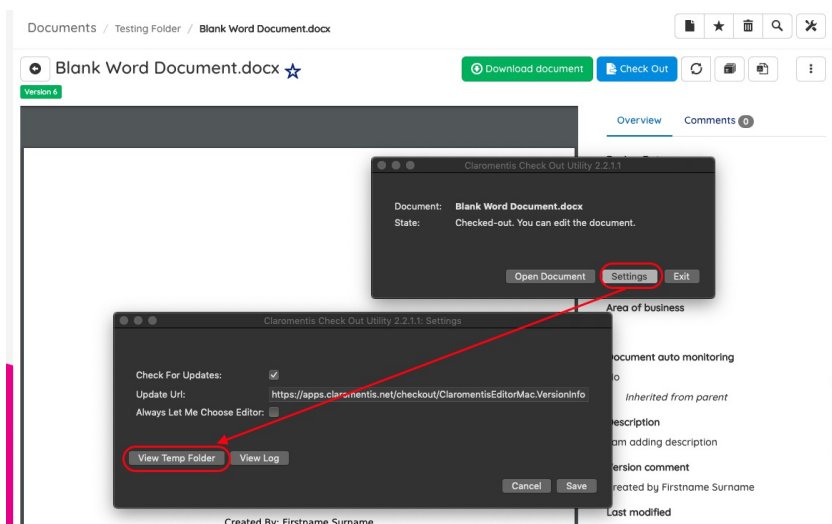 Documents / Testing Folder / Blank Word Document.docx
Blank Word Document.docx
Download document
Check Out
Version 6
Overview
Comments 0
Claromentis Check Out Utility 2.2.1.1
Document: Blank Word Document.docx
State: Checked-out. You can edit the document.
Open Document
Settings
Exit
Area of business
Claromentis Check Out Utility 2.2.1.1: Settings
Check For Updates:
Update Url: https://apps.claromentis.net/checkout/ClaromentisEditorMac.VersionInfo
Always Let Me Choose Editor:
View Temp Folder
View Log
Cancel
Save
ocument auto monitoring
Inherited from parent
escription
am adding description
ersion comment
reated by Firstname Surname
Last modified
Created By: Firstname Surname